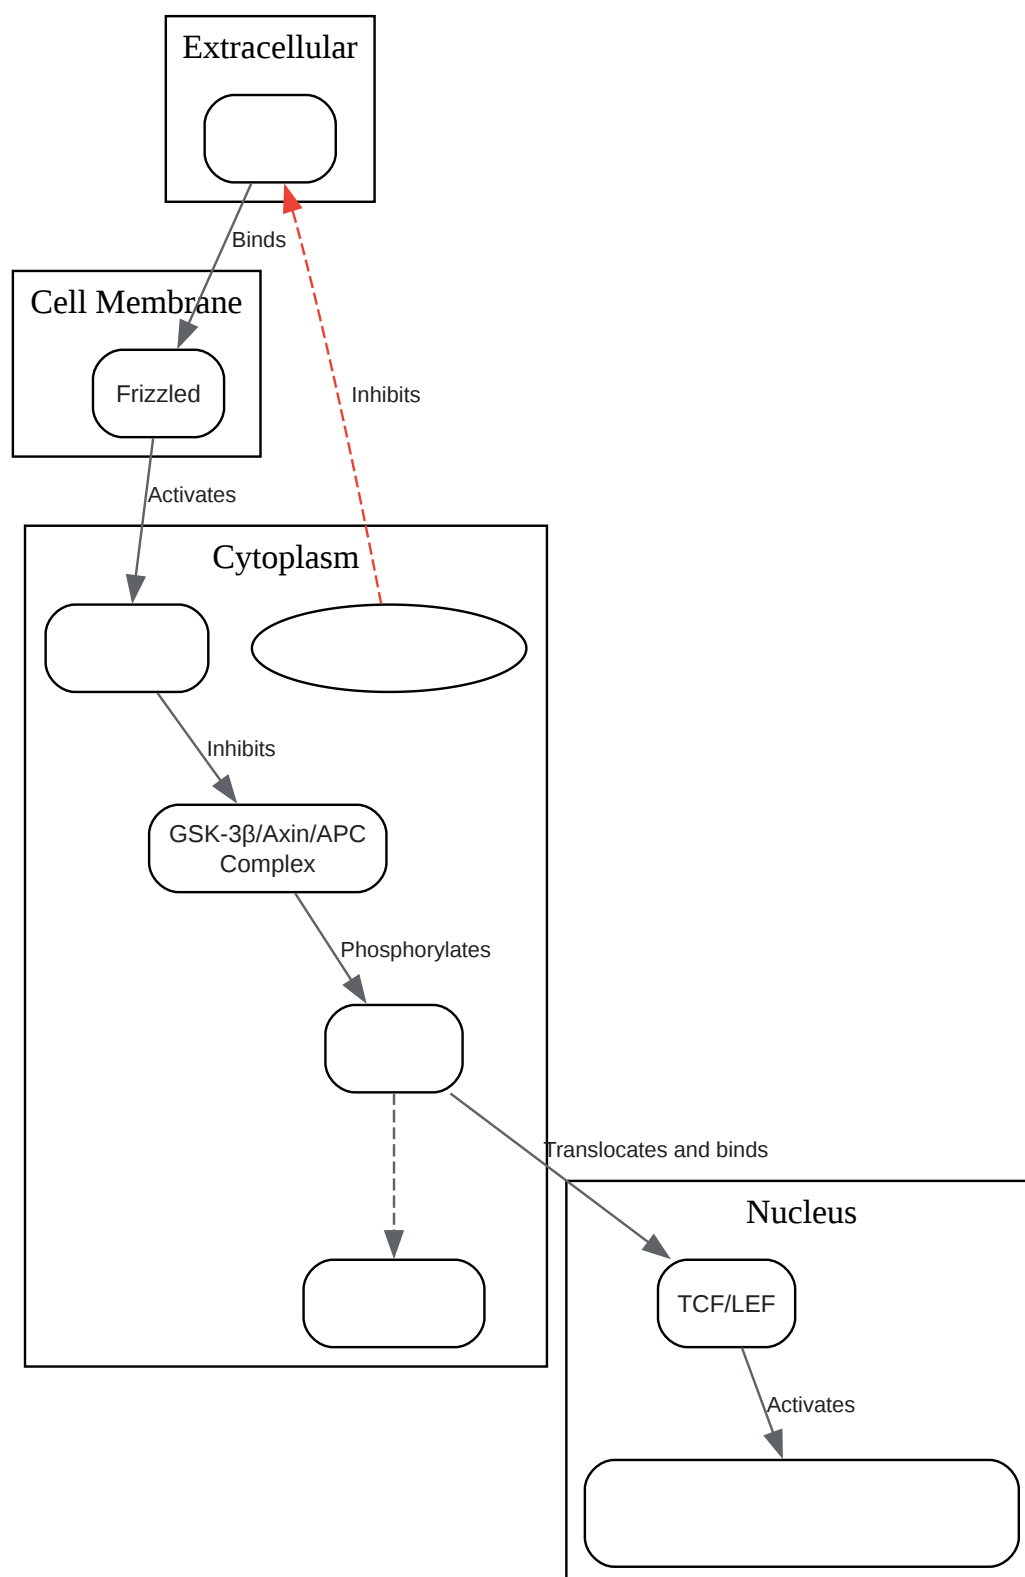 Extracellular
Binds
Cell Membrane
Frizzled
Inhibits
Activates
Cytoplasm
Inhibits
GSK-3β/Axin/APC
Complex
Phosphorylates
Translocates and binds
Nucleus
TCF/LEF
Activates